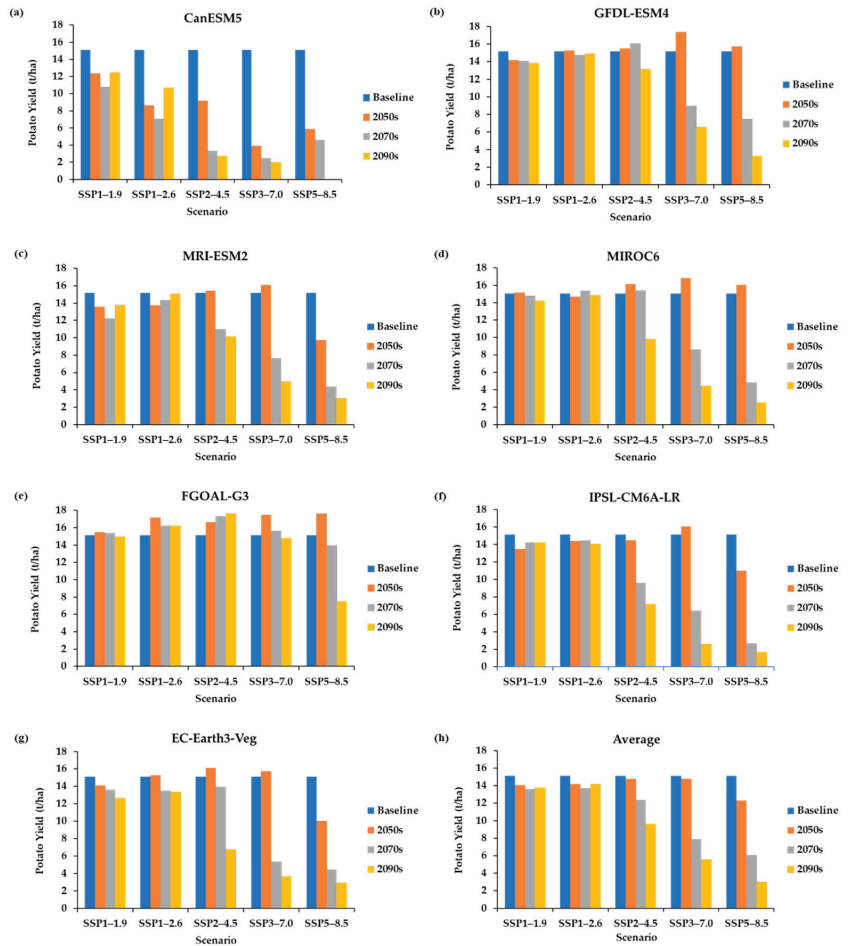 (a)
CanESM5
Potato Yield (t/ha)
18
16
14
12
10
8
6
4
2
0
SSP1–1.9 SSP1–2.6 SSP2–4.5 SSP3–7.0 SSP5–8.5
Scenario
Baseline
2050s
2070s
2090s
(b)
GFDL-ESM4
Potato Yield (t/ha)
18
16
14
12
10
8
6
4
2
0
SSP1–1.9 SSP1–2.6 SSP2–4.5 SSP3–7.0 SSP5–8.5
Scenario
Baseline
2050s
2070s
2090s
(c)
MRI-ESM2
Potato Yield (t/ha)
18
16
14
12
10
8
6
4
2
0
SSP1–1.9 SSP1–2.6 SSP2–4.5 SSP3–7.0 SSP5–8.5
Scenario
Baseline
2050s
2070s
2090s
(d)
MIROC6
Potato Yield (t/ha)
18
16
14
12
10
8
6
4
2
0
SSP1–1.9 SSP1–2.6 SSP2–4.5 SSP3–7.0 SSP5–8.5
Scenario
Baseline
2050s
2070s
2090s
(e)
FGOAL-G3
Potato Yield (t/ha)
18
16
14
12
10
8
6
4
2
0
SSP1–1.9 SSP1–2.6 SSP2–4.5 SSP3–7.0 SSP5–8.5
Scenario
Baseline
2050s
2070s
2090s
(f)
IPSL-CM6A-LR
Potato Yield (t/ha)
18
16
14
12
10
8
6
4
2
0
SSP1–1.9 SSP1–2.6 SSP2–4.5 SSP3–7.0 SSP5–8.5
Scenario
Baseline
2050s
2070s
2090s
(g)
EC-Earth3-Veg
Potato Yield (t/ha)
18
16
14
12
10
8
6
4
2
0
SSP1–1.9 SSP1–2.6 SSP2–4.5 SSP3–7.0 SSP5–8.5
Scenario
Baseline
2050s
2070s
2090s
(h)
Average
Potato Yield (t/ha)
18
16
14
12
10
8
6
4
2
0
SSP1–1.9 SSP1–2.6 SSP2–4.5 SSP3–7.0 SSP5–8.5
Scenario
Baseline
2050s
2070s
2090s